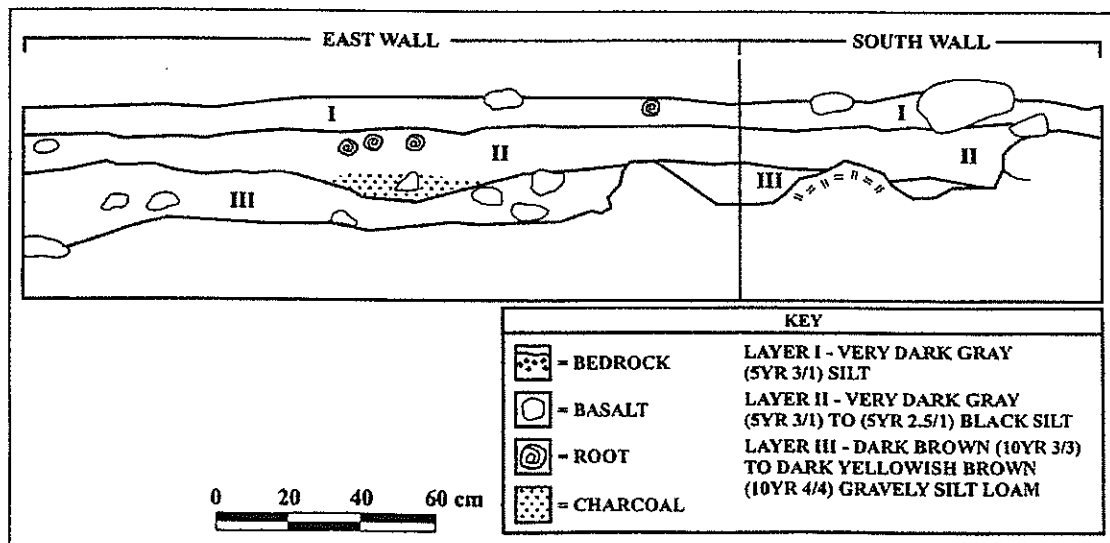 EAST WALL
SOUTH WALL
I
I
II
II
III
III
KEY
= BEDROCK
= BASALT
= ROOT
= CHARCOAL
LAYER I - VERY DARK GRAY
(5YR 3/1) SILT
LAYER II - VERY DARK GRAY
(5YR 3/1) TO (5YR 2.5/1) BLACK SILT
LAYER III - DARK BROWN (10YR 3/3)
TO DARK YELLOWISH BROWN
(10YR 4/4) GRAVELY SILT LOAM
0 20 40 60 cm